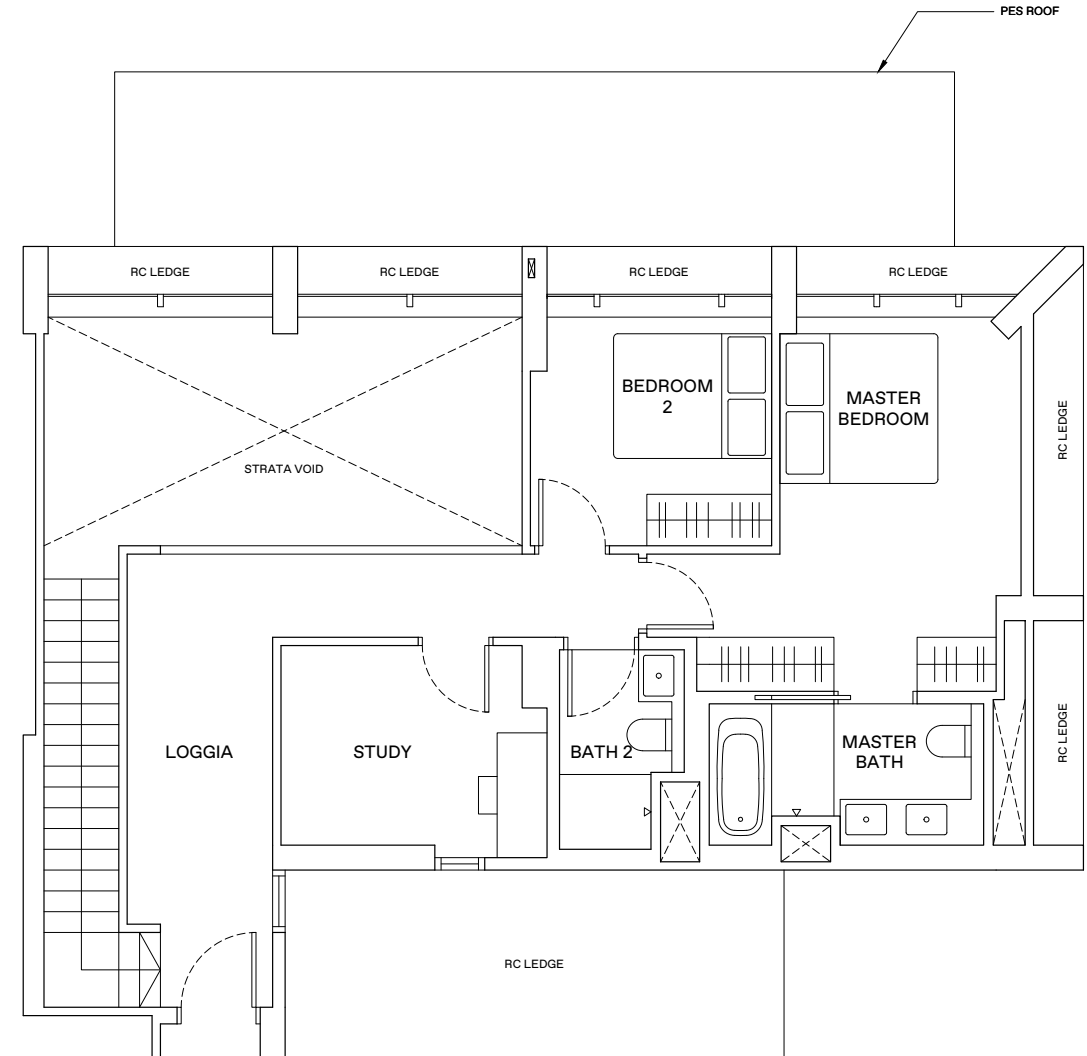 PES ROOF
RC LEDGE
RC LEDGE
RC LEDGE
RC LEDGE
BEDROOM
2
MASTER
BEDROOM
RC LEDGE
STRATA VOID
LOGGIA
STUDY
BATH 2
MASTER
BATH
RC LEDGE
RC LEDGE